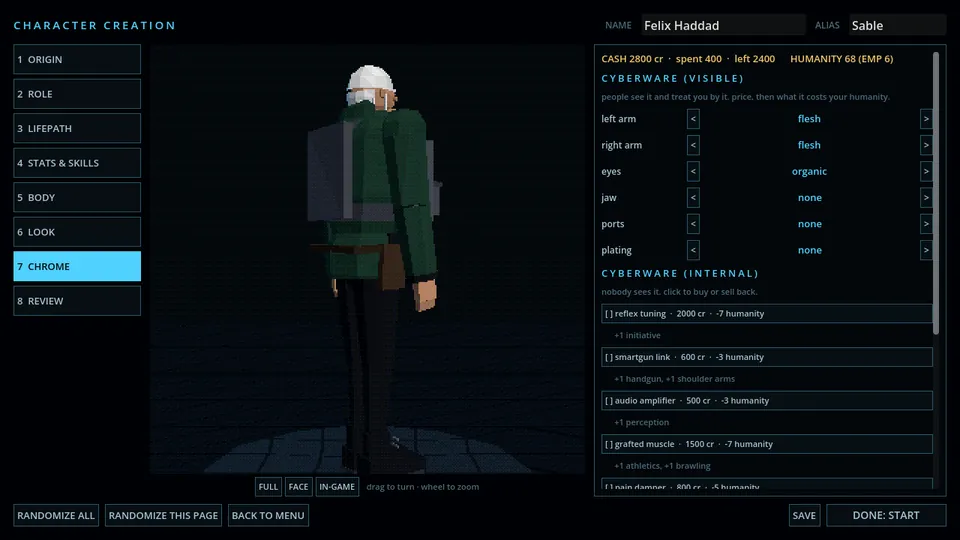 CHARACTER CREATION
NAME Felix Haddad ALIAS Sable
1 ORIGIN
2 ROLE
3 LIFEPATH
4 STATS & SKILLS
5 BODY
6 LOOK
7 CHROME
8 REVIEW
FULL FACE IN-GAME drag to turn · wheel to zoom
CASH 2800 cr · spent 400 · left 2400 HUMANITY 68 (EMP 6)
CYBERWARE (VISIBLE)
people see it and treat you by it. price, then what it costs your humanity.
left arm < flesh >
right arm < flesh >
eyes < organic >
jaw < none >
ports < none >
plating < none >
CYBERWARE (INTERNAL)
nobody sees it. click to buy or sell back.
[ ] reflex tuning · 2000 cr · -7 humanity
+1 initiative
[ ] smartgun link · 600 cr · -3 humanity
+1 handgun, +1 shoulder arms
[ ] audio amplifier · 500 cr · -3 humanity
+1 perception
[ ] grafted muscle · 1500 cr · -7 humanity
+1 athletics, +1 brawling
[ ] pain damper · 800 cr · -5 humanity
RANDOMIZE ALL RANDOMIZE THIS PAGE BACK TO MENU SAVE DONE: START